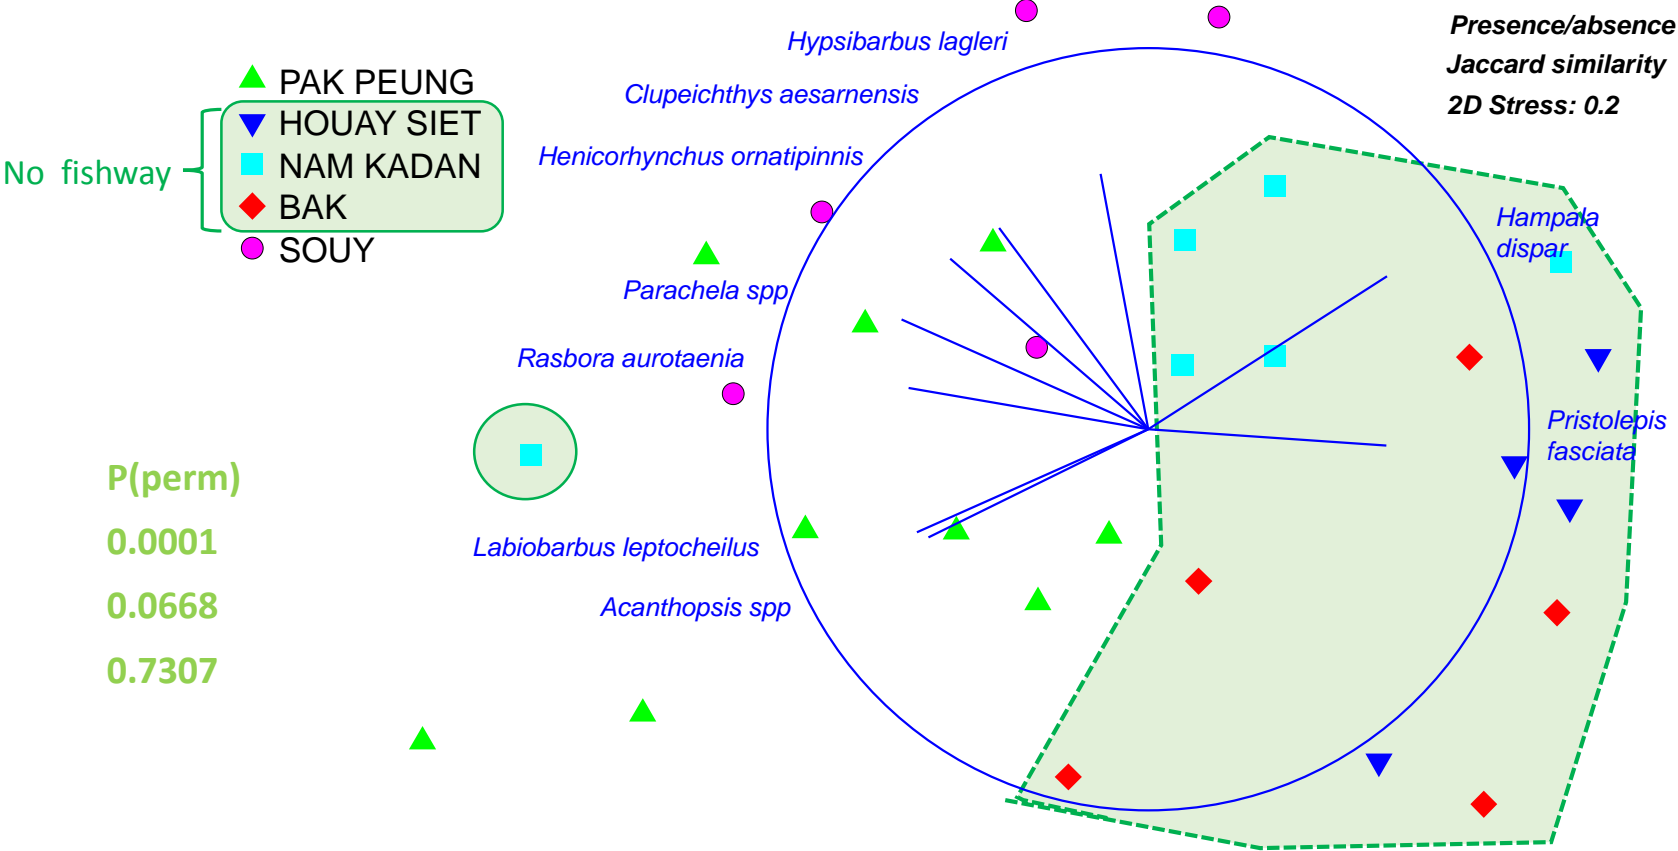 Presence/absence
Jaccard similarity
2D Stress: 0.2
Hypsibarbus lagleri
PAK PEUNG
Clupeichthys aesarnensis
HOUAY SIET
No fishway
NAM KADAN
Henicorhynchus ornatipinnis
BAK
SOUY
Hampala
dispar
Parachela spp
Rasbora aurotaenia
Pristolepis
fasciata
P(perm)
0.0001
Labiobarbus leptocheilus
0.0668
Acanthopsis spp
0.7307